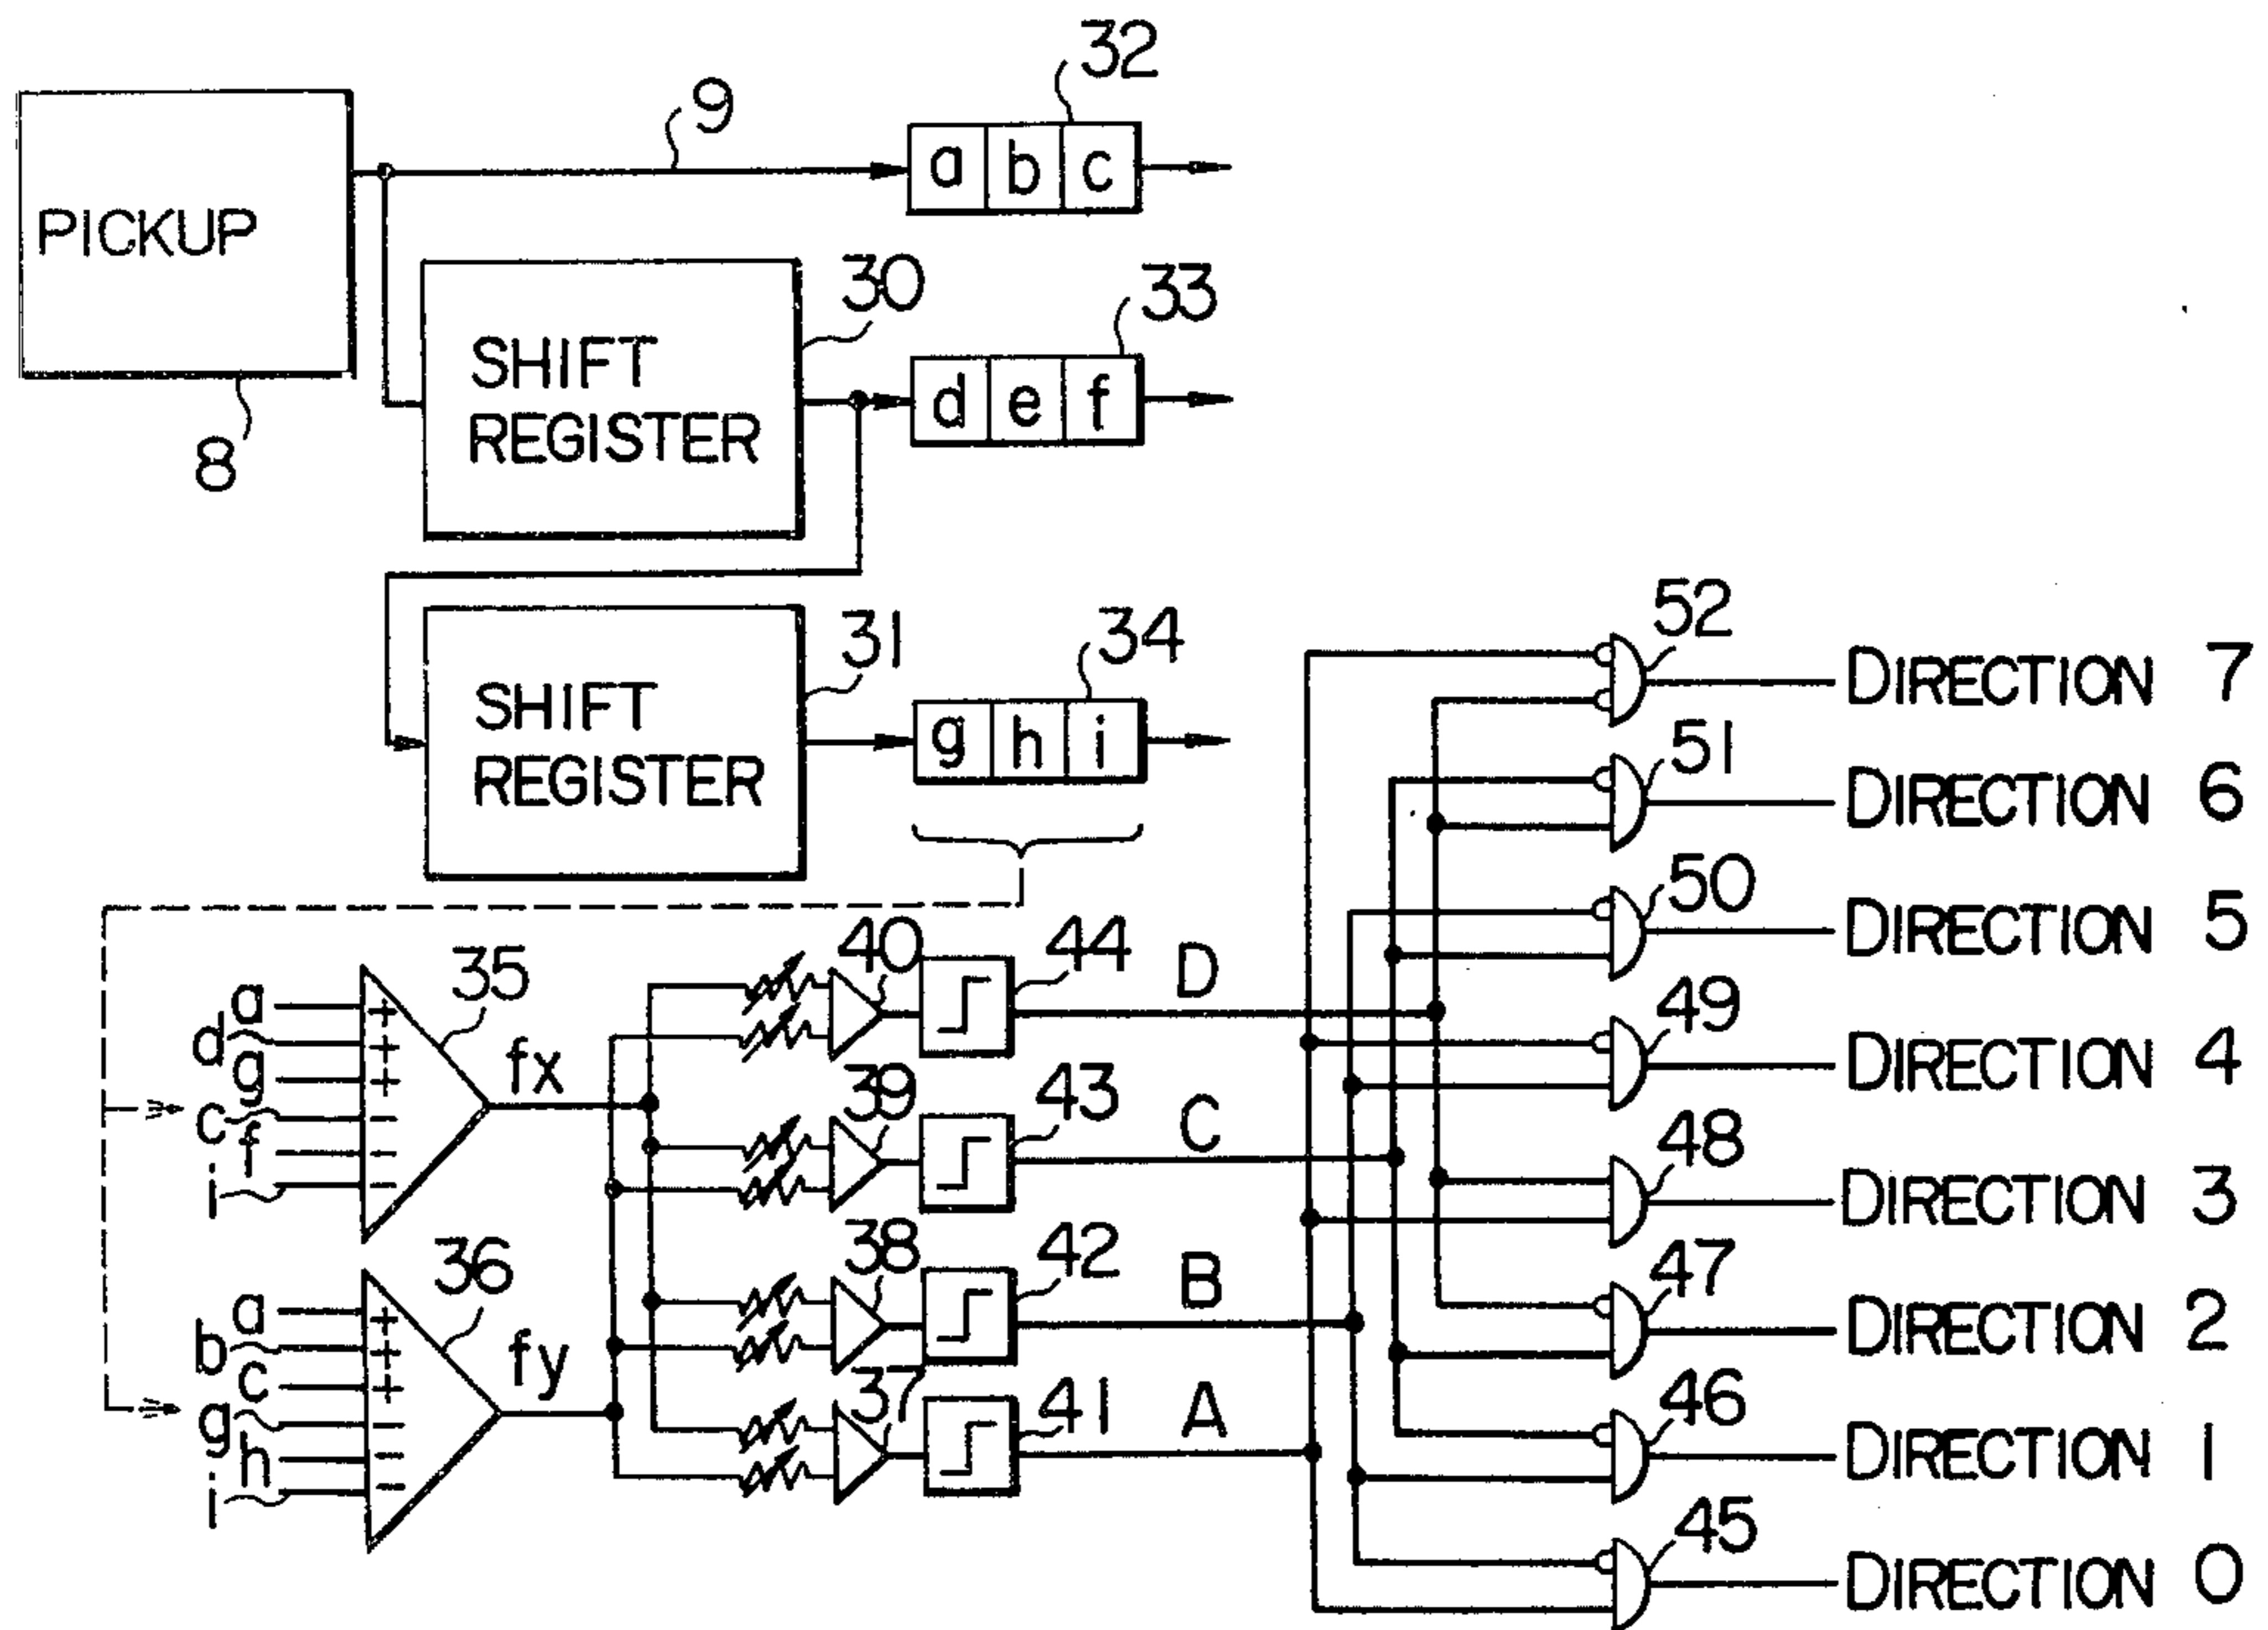 32
9
a b c
PICKUP
30
33
SHIFT
REGISTER
d e f
8
52
31
34
DIRECTION 7
SHIFT
REGISTER
g h i
51
DIRECTION 6
50
DIRECTION 5
40
44
D
35
a
d
g
c
f
i
+
+
+
−
−
−
fx
49
DIRECTION 4
39
43
C
48
DIRECTION 3
36
38
42
B
47
DIRECTION 2
a
b
c
g
h
i
+
+
+
−
−
−
fy
37
41
A
46
DIRECTION 1
45
DIRECTION 0